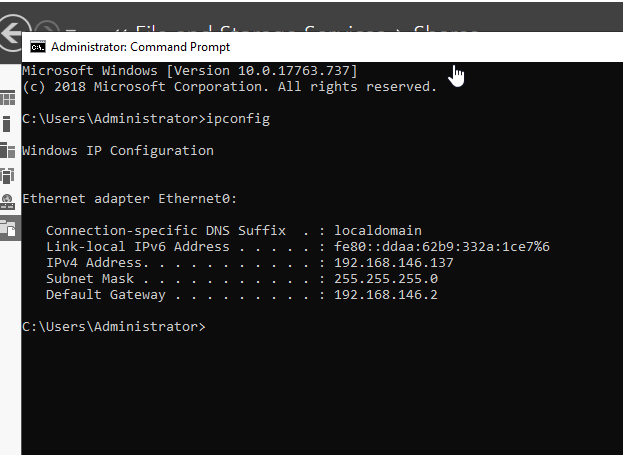 File and Storage Services
Shares
Administrator: Command Prompt
Microsoft Windows [Version 10.0.17763.737]
(c) 2018 Microsoft Corporation. All rights reserved.
C:\Users\Administrator>ipconfig
Windows IP Configuration
Ethernet adapter Ethernet0:
Connection-specific DNS Suffix . : localdomain
Link-local IPv6 Address . . . . . : fe80::ddaa:62b9:332a:1ce7%6
IPv4 Address. . . . . . . . . . . : 192.168.146.137
Subnet Mask . . . . . . . . . . . : 255.255.255.0
Default Gateway . . . . . . . . . : 192.168.146.2
C:\Users\Administrator>